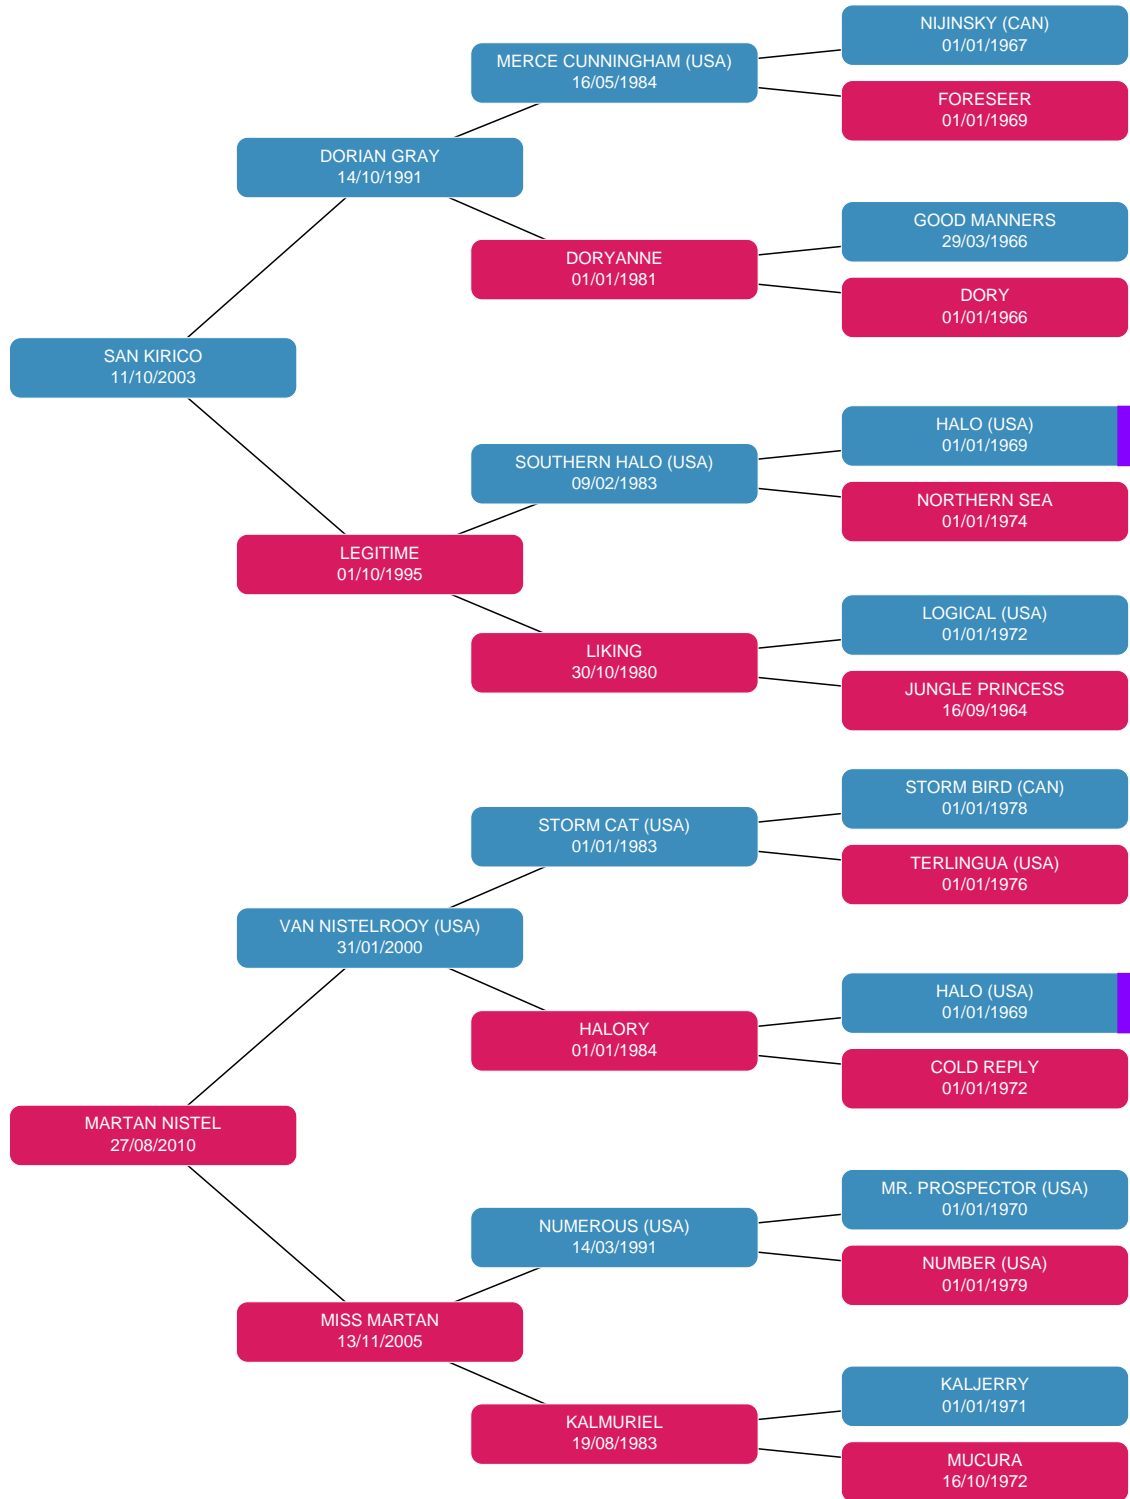 NIJINSKY (CAN)
01/01/1967
MERCE CUNNINGHAM (USA)
16/05/1984
FORESEER
01/01/1969
DORIAN GRAY
14/10/1991
GOOD MANNERS
29/03/1966
DORYANNE
01/01/1981
DORY
01/01/1966
SAN KIRICO
11/10/2003
HALO (USA)
01/01/1969
SOUTHERN HALO (USA)
09/02/1983
NORTHERN SEA
01/01/1974
LEGITIME
01/10/1995
LOGICAL (USA)
01/01/1972
LIKING
30/10/1980
JUNGLE PRINCESS
16/09/1964
STORM BIRD (CAN)
01/01/1978
STORM CAT (USA)
01/01/1983
TERLINGUA (USA)
01/01/1976
VAN NISTELROOY (USA)
31/01/2000
HALO (USA)
01/01/1969
HALORY
01/01/1984
COLD REPLY
01/01/1972
MARTAN NISTEL
27/08/2010
MR. PROSPECTOR (USA)
01/01/1970
NUMEROUS (USA)
14/03/1991
NUMBER (USA)
01/01/1979
MISS MARTAN
13/11/2005
KALJERRY
01/01/1971
KALMURIEL
19/08/1983
MUCURA
16/10/1972